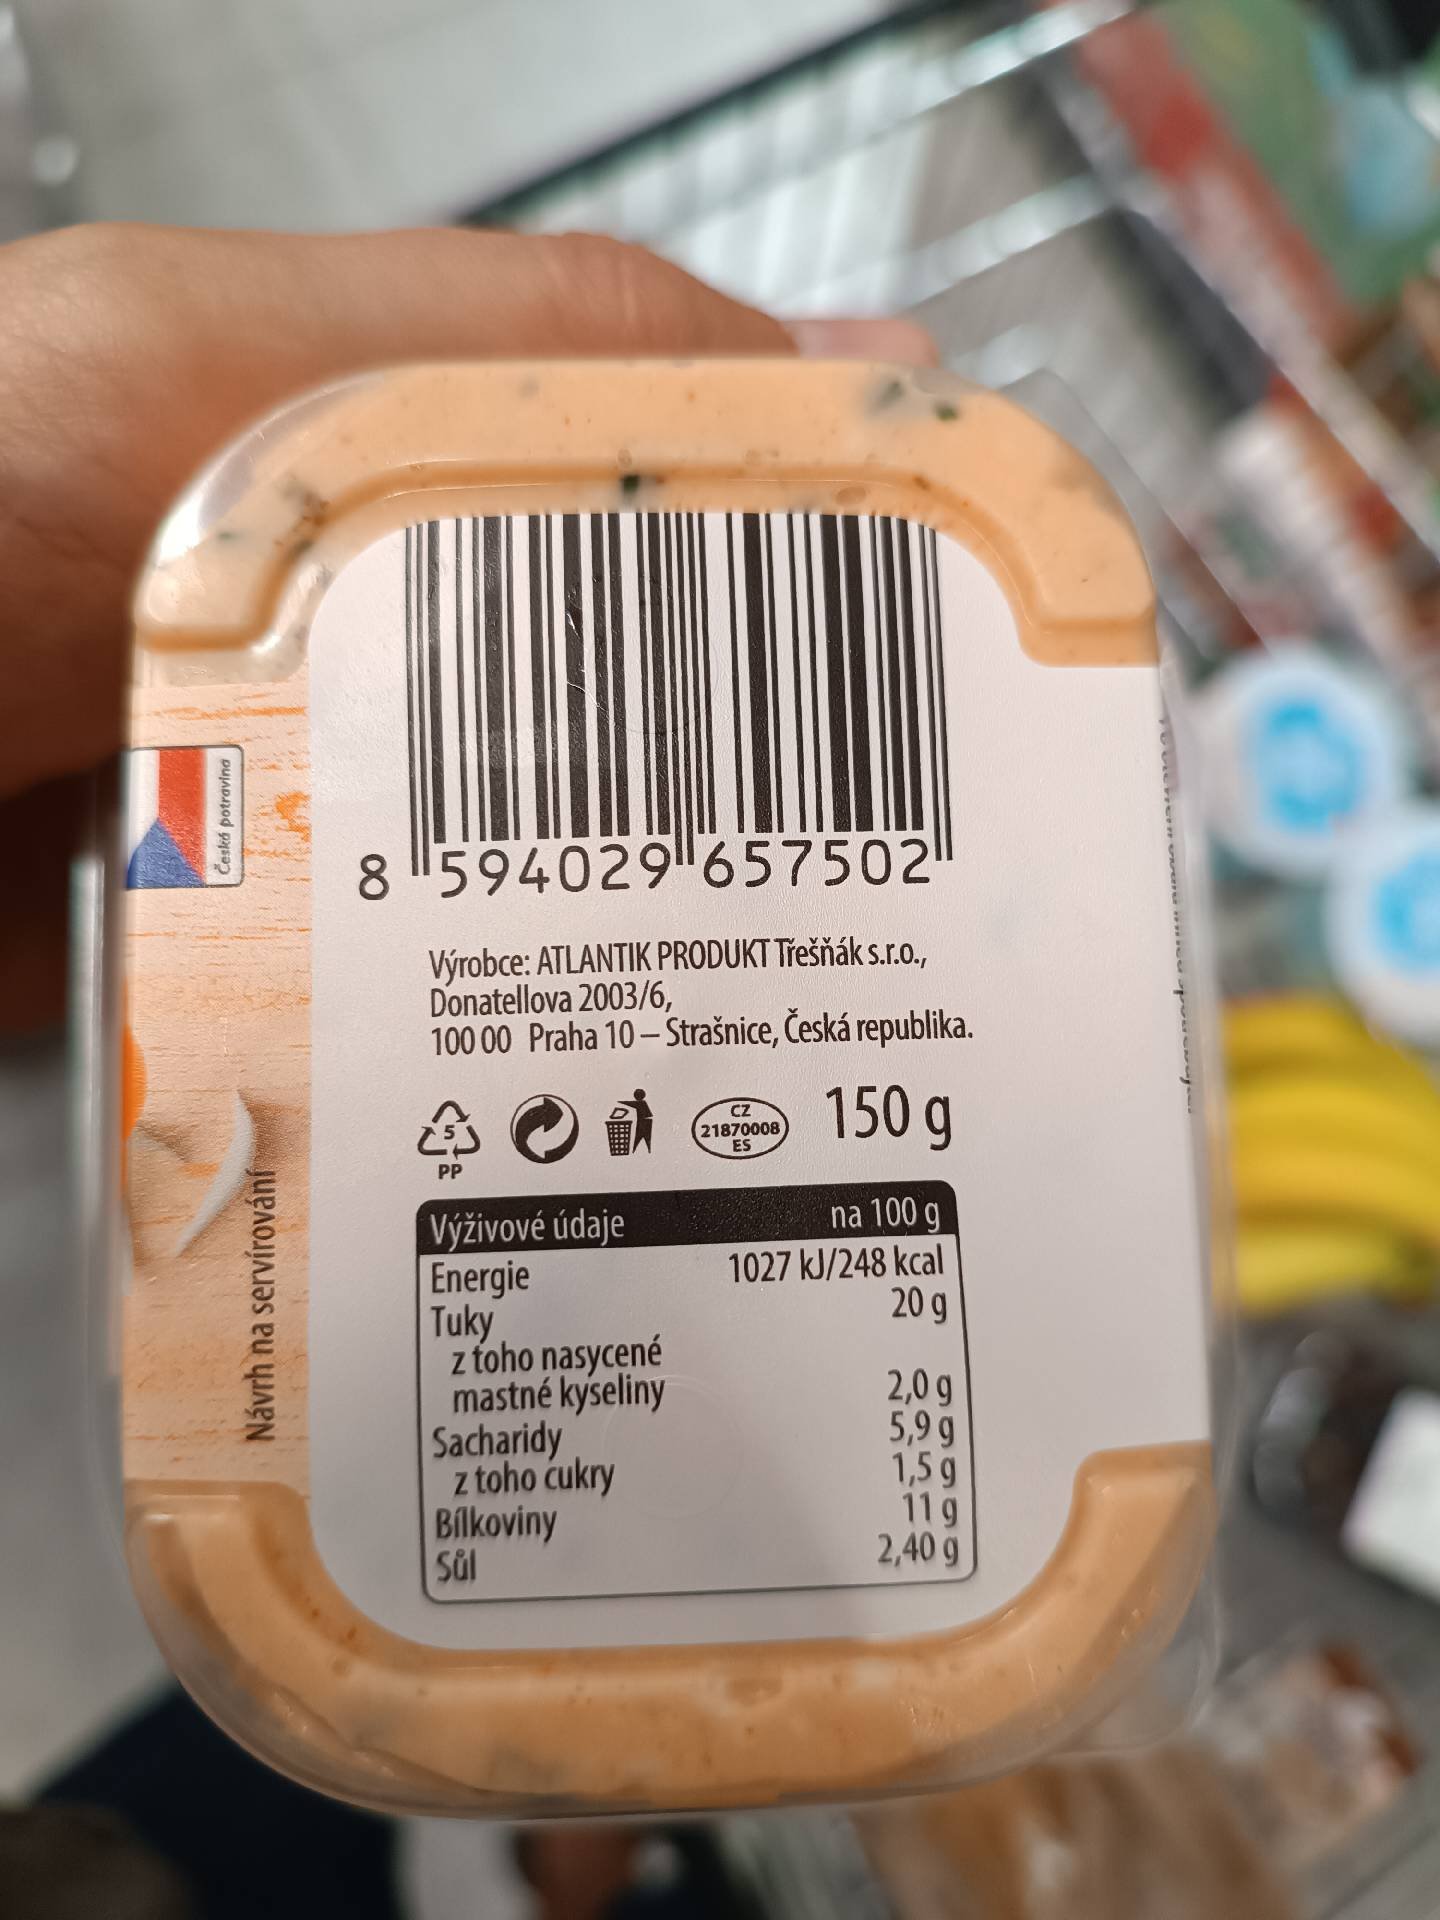 Česká potravina
Návrh na servírování
8 594029 657502
Výrobce: ATLANTIK PRODUKT Třešňák s.r.o.,
Donatellova 2003/6,
100 00 Praha 10 – Strašnice, Česká republika.
5
PP
CZ
21870008
ES
150 g
Výživové údaje na 100 g
Energie 1027 kJ/248 kcal
Tuky 20 g
z toho nasycené
mastné kyseliny 2,0 g
Sacharidy 5,9 g
z toho cukry 1,5 g
Bílkoviny 11 g
Sůl 2,40 g